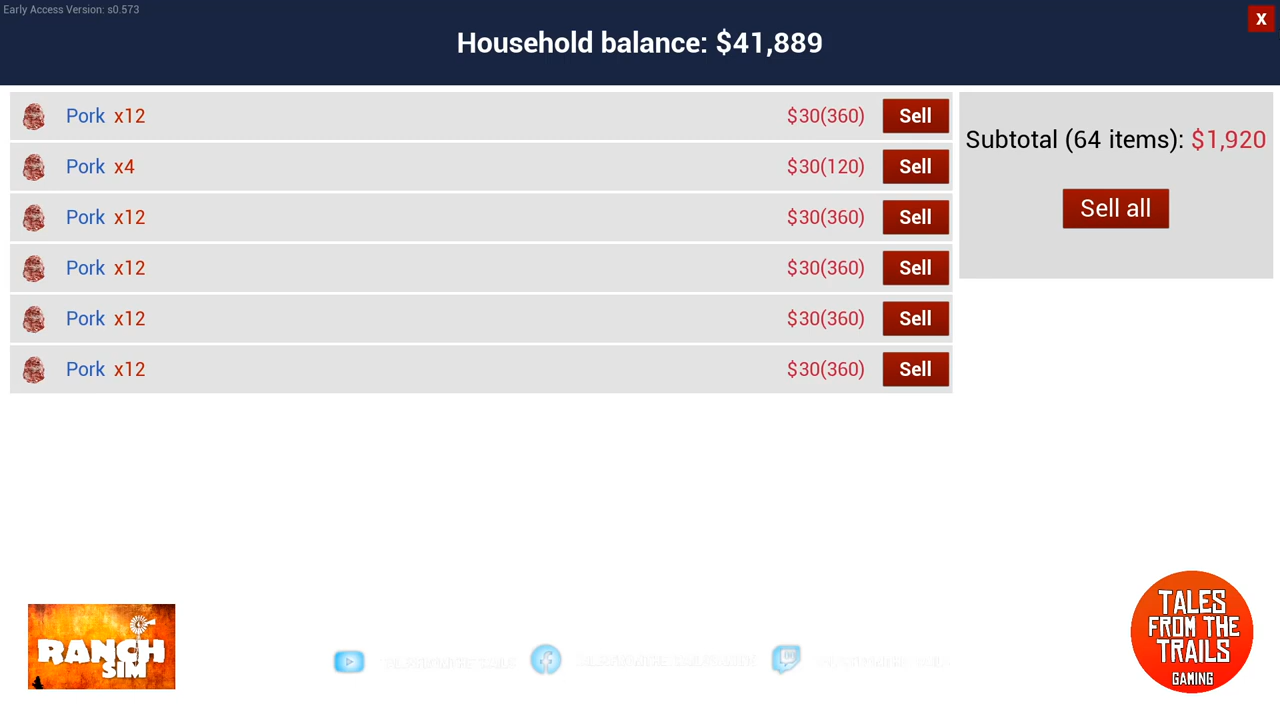 Early Access Version: s0.573
X
Household balance: $41,889
Pork x12 $30(360) Sell
Pork x4 $30(120) Sell
Pork x12 $30(360) Sell
Pork x12 $30(360) Sell
Pork x12 $30(360) Sell
Pork x12 $30(360) Sell
Subtotal (64 items): $1,920
Sell all
RANCH
SIM
TALES
FROM THE
TRAILS
GAMING